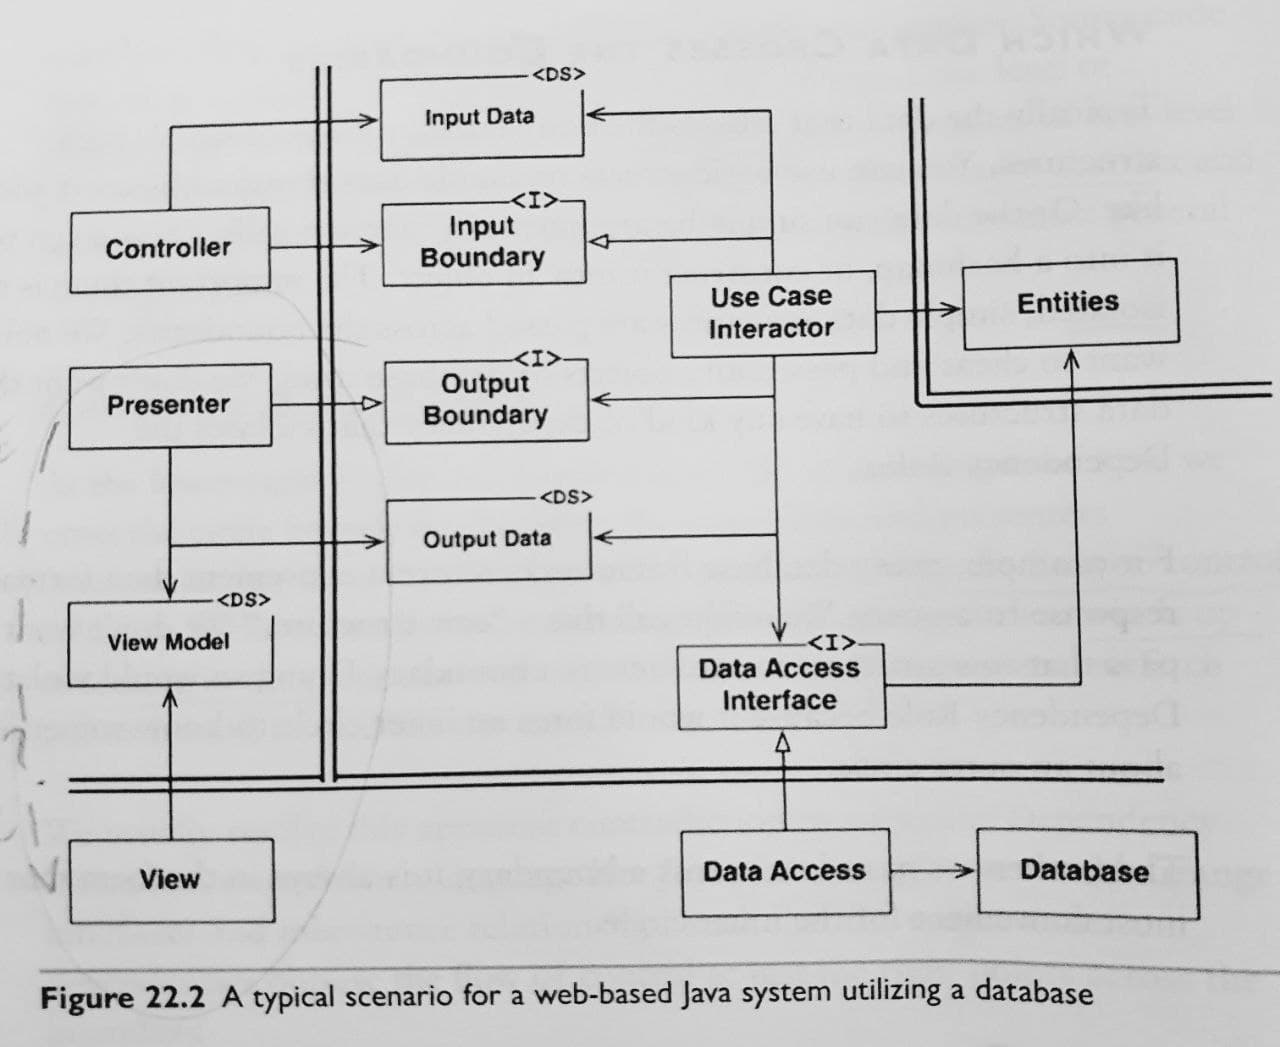 <DS>
Input Data
<I>
Input
Boundary
Controller
Use Case
Interactor
Entities
<I>
Output
Boundary
Presenter
<DS>
Output Data
<DS>
View Model
<I>
Data Access
Interface
View
Data Access
Database
Figure 22.2 A typical scenario for a web-based Java system utilizing a database